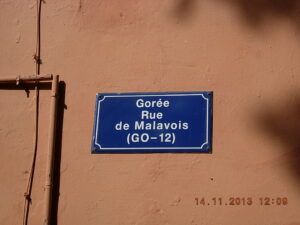 Gorée
Rue
de Malavois
(GO-12)
14.11.2013 12:09